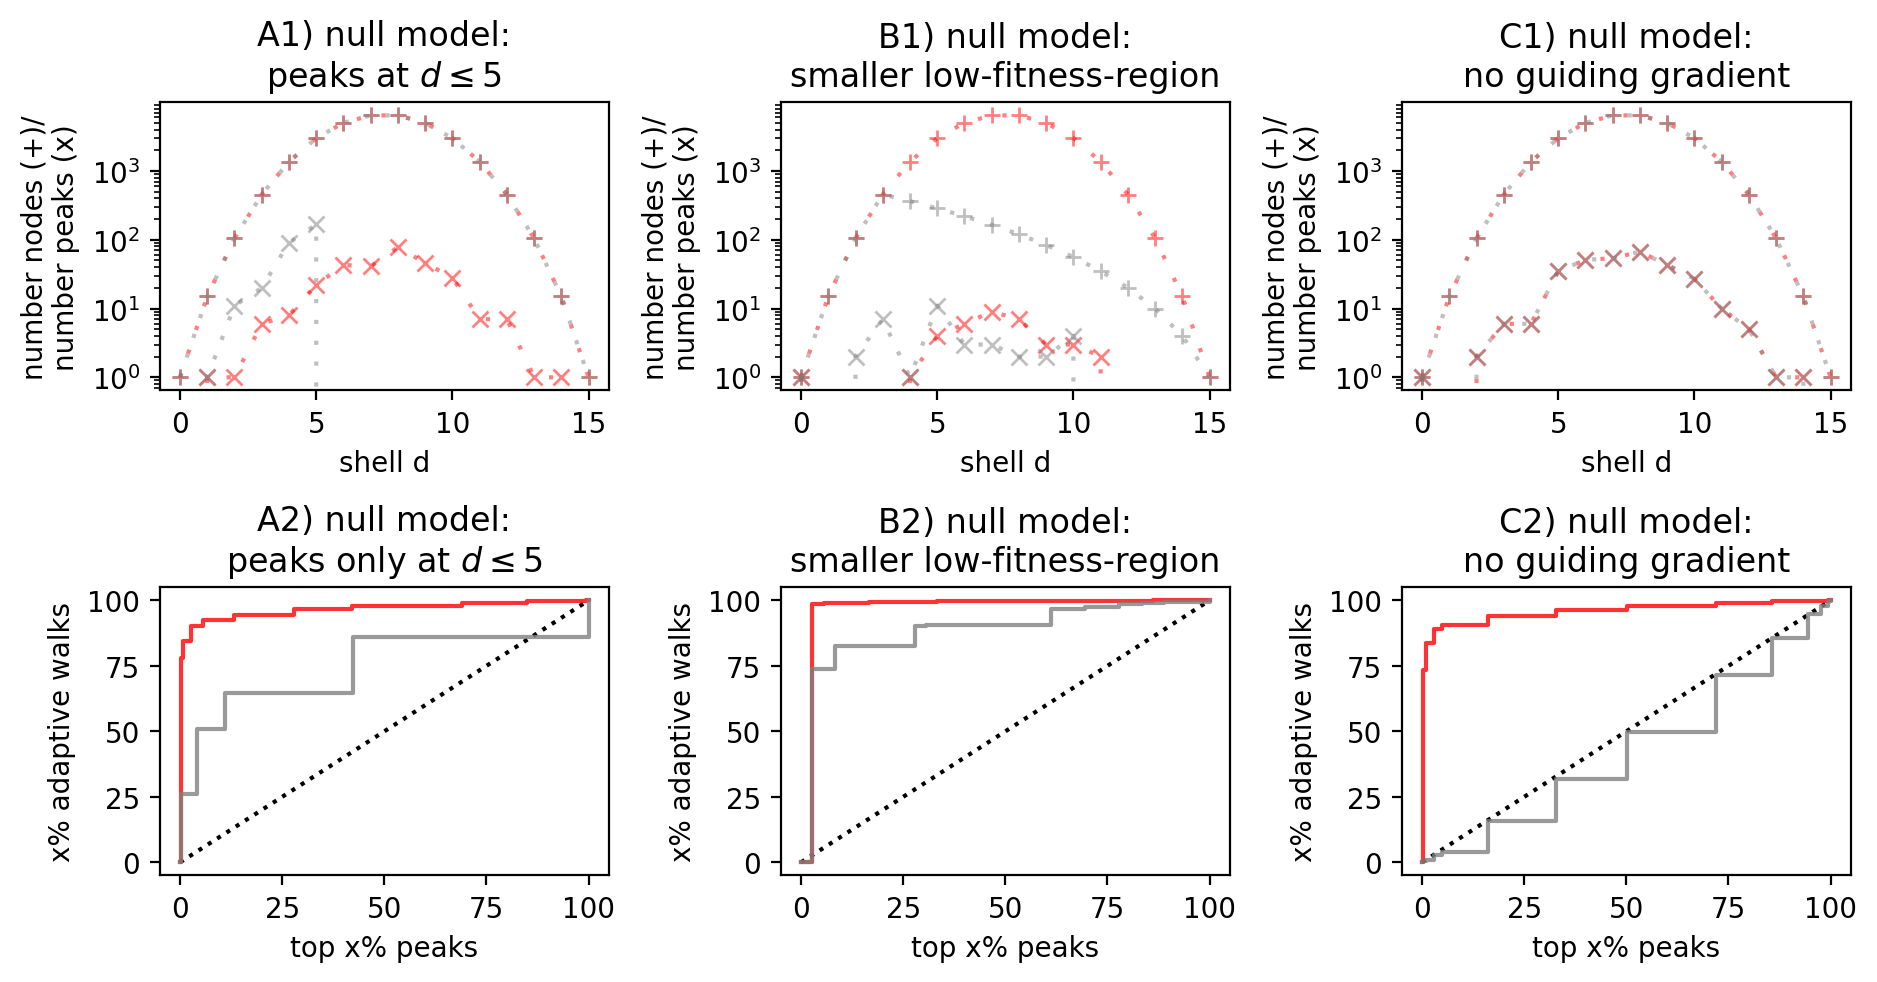 A1) null model:
peaks at d ≤ 5
number nodes (+)/
number peaks (x)
10³
10²
10¹
10⁰
0 5 10 15
shell d
B1) null model:
smaller low-fitness-region
number nodes (+)/
number peaks (x)
10³
10²
10¹
10⁰
0 5 10 15
shell d
C1) null model:
no guiding gradient
number nodes (+)/
number peaks (x)
10³
10²
10¹
10⁰
0 5 10 15
shell d
A2) null model:
peaks only at d ≤ 5
x% adaptive walks
100
75
50
25
0
0 25 50 75 100
top x% peaks
B2) null model:
smaller low-fitness-region
x% adaptive walks
100
75
50
25
0
0 25 50 75 100
top x% peaks
C2) null model:
no guiding gradient
x% adaptive walks
100
75
50
25
0
0 25 50 75 100
top x% peaks